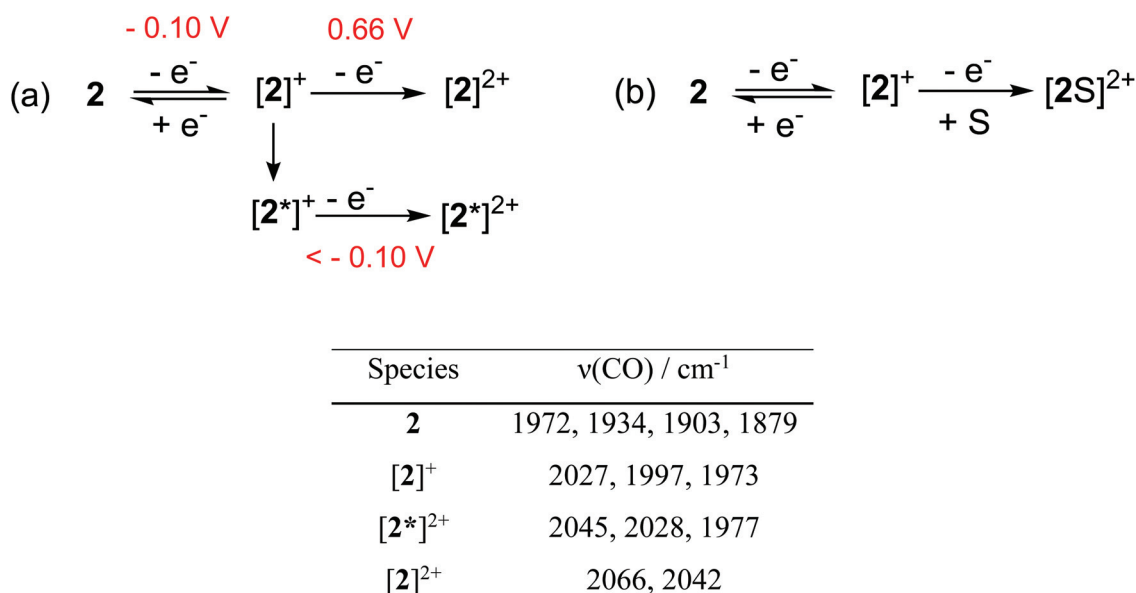 - 0.10 V 0.66 V
(a) 2 - e⁻ + e⁻ [2]⁺ - e⁻ [2]²⁺
[2*]⁺ - e⁻ [2*]²⁺
< - 0.10 V
(b) 2 - e⁻ + e⁻ [2]⁺ - e⁻ + S [2S]²⁺
Species ν(CO) / cm⁻¹
2 1972, 1934, 1903, 1879
[2]⁺ 2027, 1997, 1973
[2*]²⁺ 2045, 2028, 1977
[2]²⁺ 2066, 2042